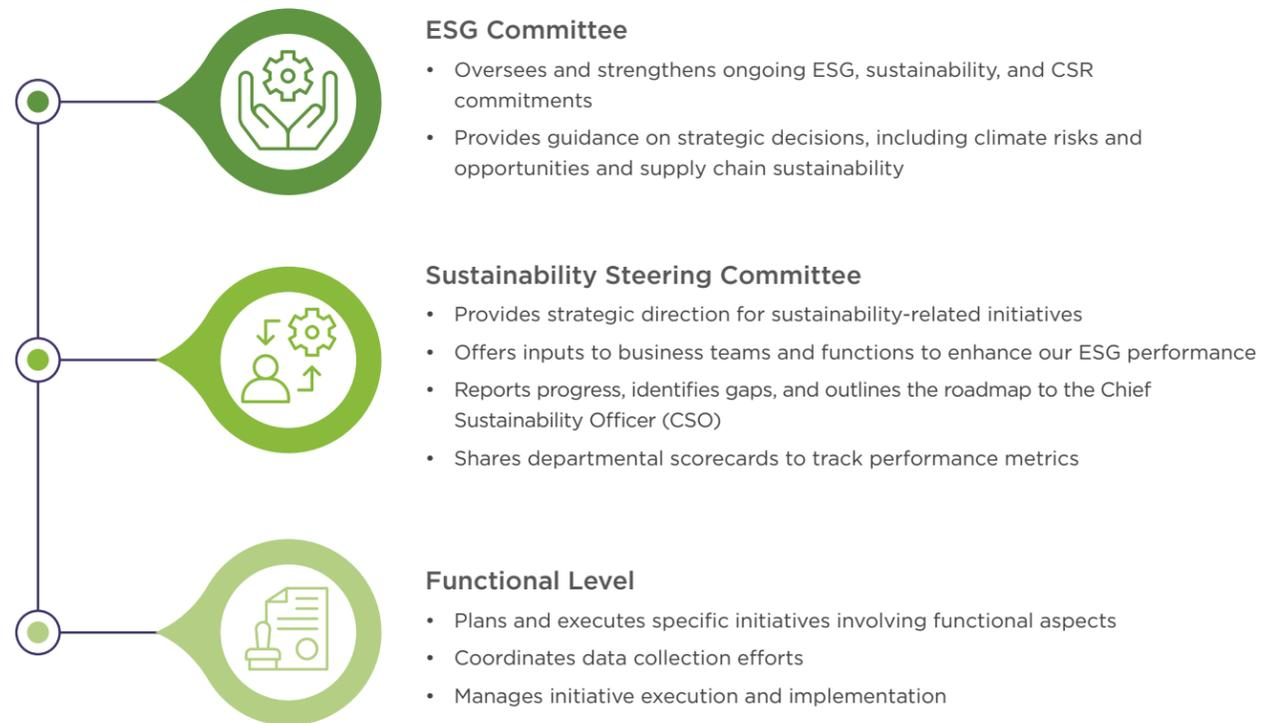 ESG Committee
• Oversees and strengthens ongoing ESG, sustainability, and CSR
commitments
• Provides guidance on strategic decisions, including climate risks and
opportunities and supply chain sustainability
Sustainability Steering Committee
• Provides strategic direction for sustainability-related initiatives
• Offers inputs to business teams and functions to enhance our ESG performance
• Reports progress, identifies gaps, and outlines the roadmap to the Chief
Sustainability Officer (CSO)
• Shares departmental scorecards to track performance metrics
Functional Level
• Plans and executes specific initiatives involving functional aspects
• Coordinates data collection efforts
• Manages initiative execution and implementation